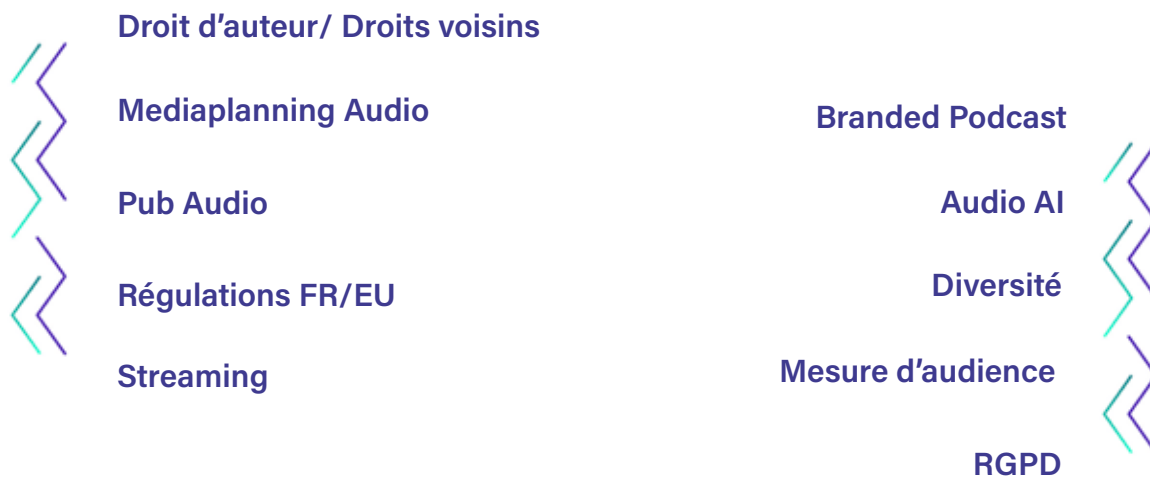 Droit d’auteur/ Droits voisins
Mediaplanning Audio
Pub Audio
Régulations FR/EU
Streaming
Branded Podcast
Audio AI
Diversité
Mesure d’audience
RGPD